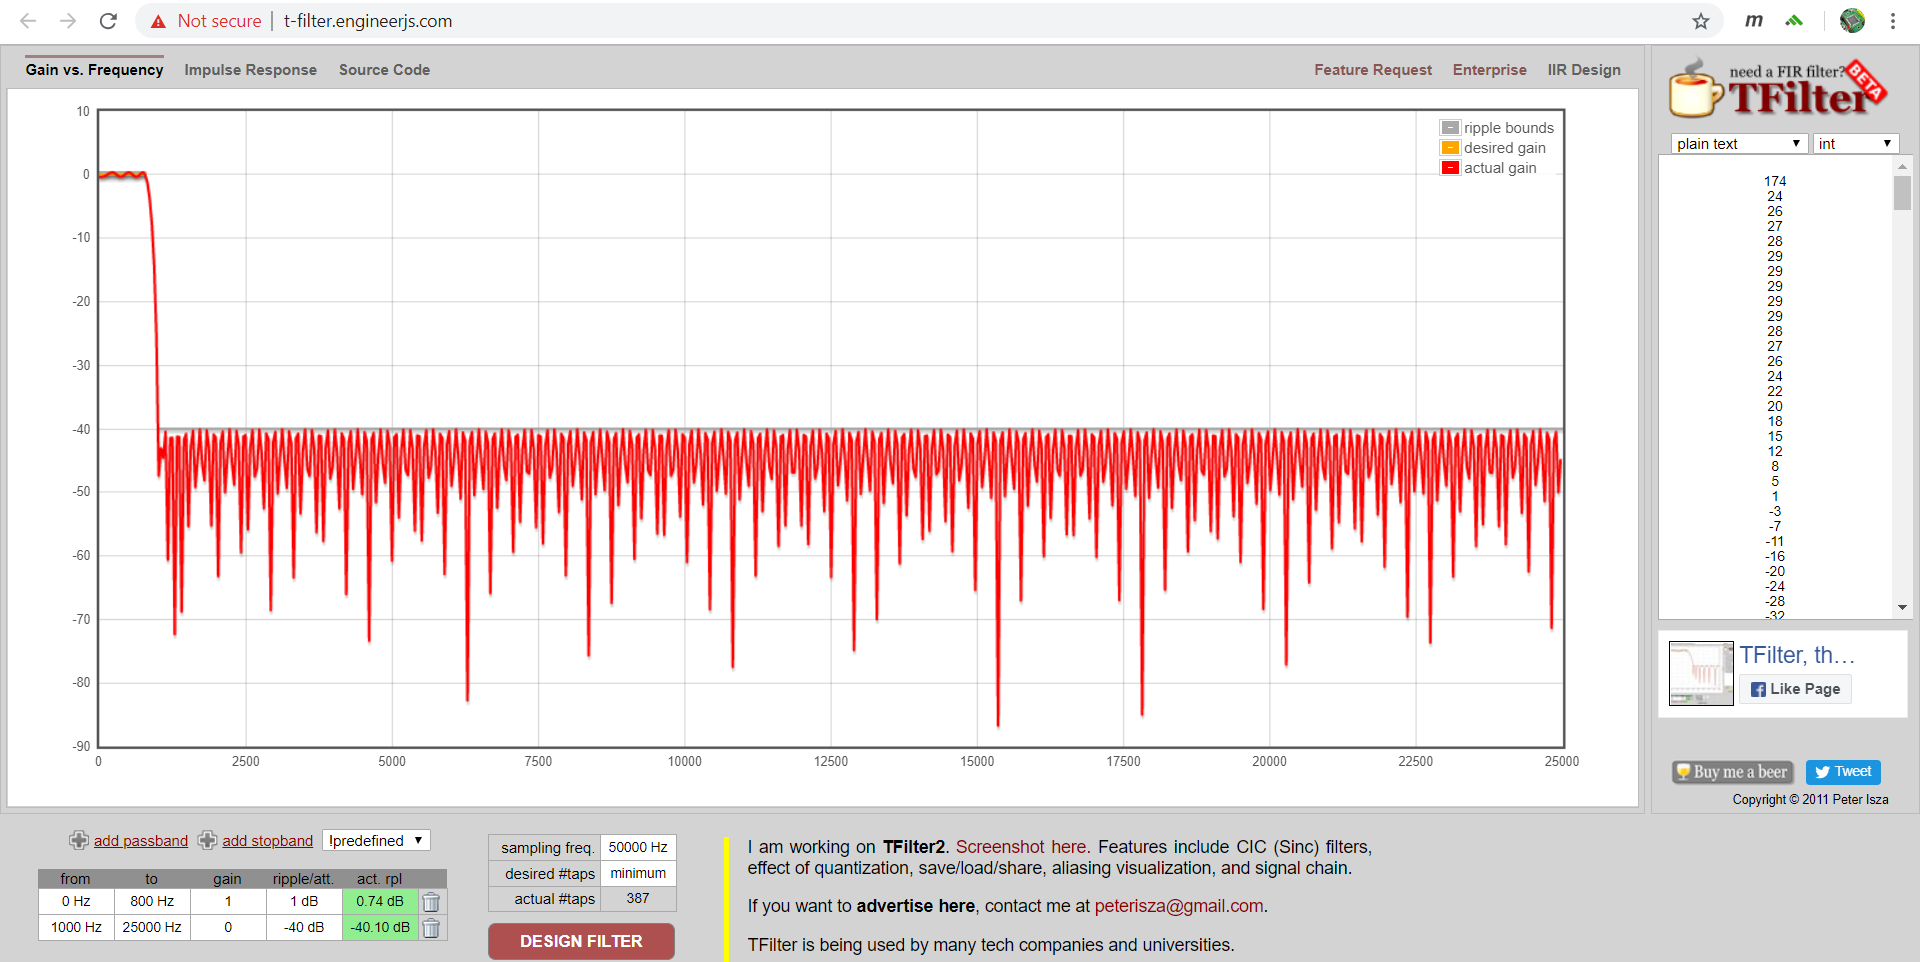 Not secure | t-filter.engineerjs.com
m
Gain vs. Frequency Impulse Response Source Code Feature Request Enterprise IIR Design
need a FIR filter?
BETA
TFilter
plain text int
10
0
-10
-20
-30
-40
-50
-60
-70
-80
-90
0 2500 5000 7500 10000 12500 15000 17500 20000 22500 25000
ripple bounds
desired gain
actual gain
174
24
26
27
28
29
29
29
29
29
28
27
26
24
22
20
18
15
12
8
5
1
-3
-7
-11
-16
-20
-24
-28
-32
TFilter, th…
Like Page
Buy me a beer Tweet
Copyright © 2011 Peter Isza
add passband add stopband !predefined
from to gain ripple/att. act. rpl
0 Hz 800 Hz 1 1 dB 0.74 dB
1000 Hz 25000 Hz 0 -40 dB -40.10 dB
sampling freq. 50000 Hz
desired #taps minimum
actual #taps 387
DESIGN FILTER
I am working on TFilter2. Screenshot here. Features include CIC (Sinc) filters,
effect of quantization, save/load/share, aliasing visualization, and signal chain.
If you want to advertise here, contact me at peterisza@gmail.com.
TFilter is being used by many tech companies and universities.